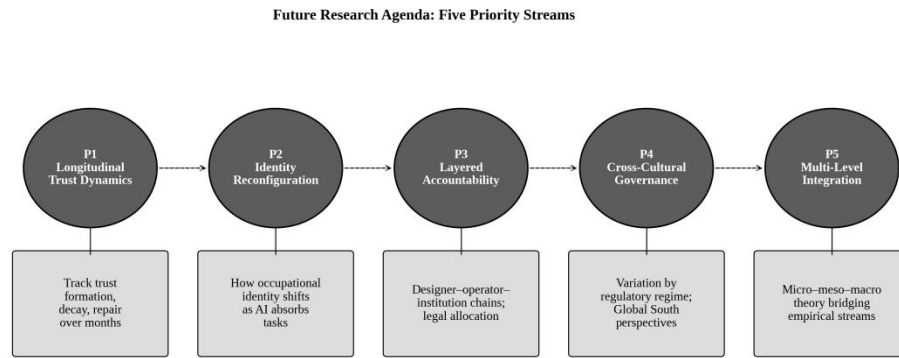 Future Research Agenda: Five Priority Streams
P1
Longitudinal
Trust Dynamics
P2
Identity
Reconfiguration
P3
Layered
Accountability
P4
Cross-Cultural
Governance
P5
Multi-Level
Integration
Track trust
formation,
decay, repair
over months
How occupational
identity shifts
as AI absorbs
tasks
Designer–operator–
institution chains;
legal allocation
Variation by
regulatory regime;
Global South
perspectives
Micro–meso–macro
theory bridging
empirical streams